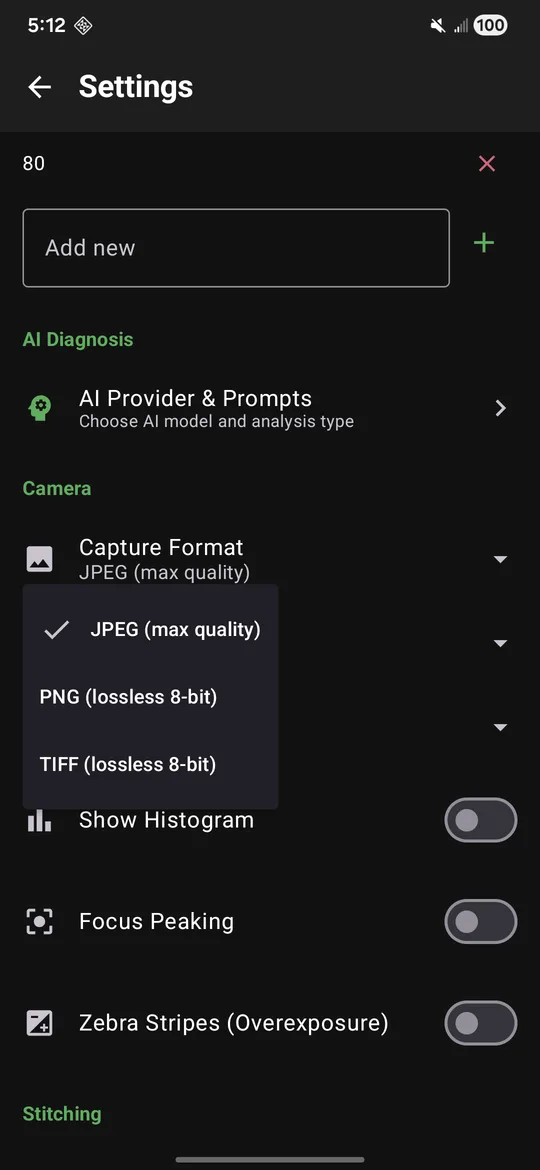 5:12
100
Settings
80
Add new
AI Diagnosis
AI Provider & Prompts
Choose AI model and analysis type
Camera
Capture Format
JPEG (max quality)
JPEG (max quality)
PNG (lossless 8-bit)
TIFF (lossless 8-bit)
Show Histogram
Focus Peaking
Zebra Stripes (Overexposure)
Stitching